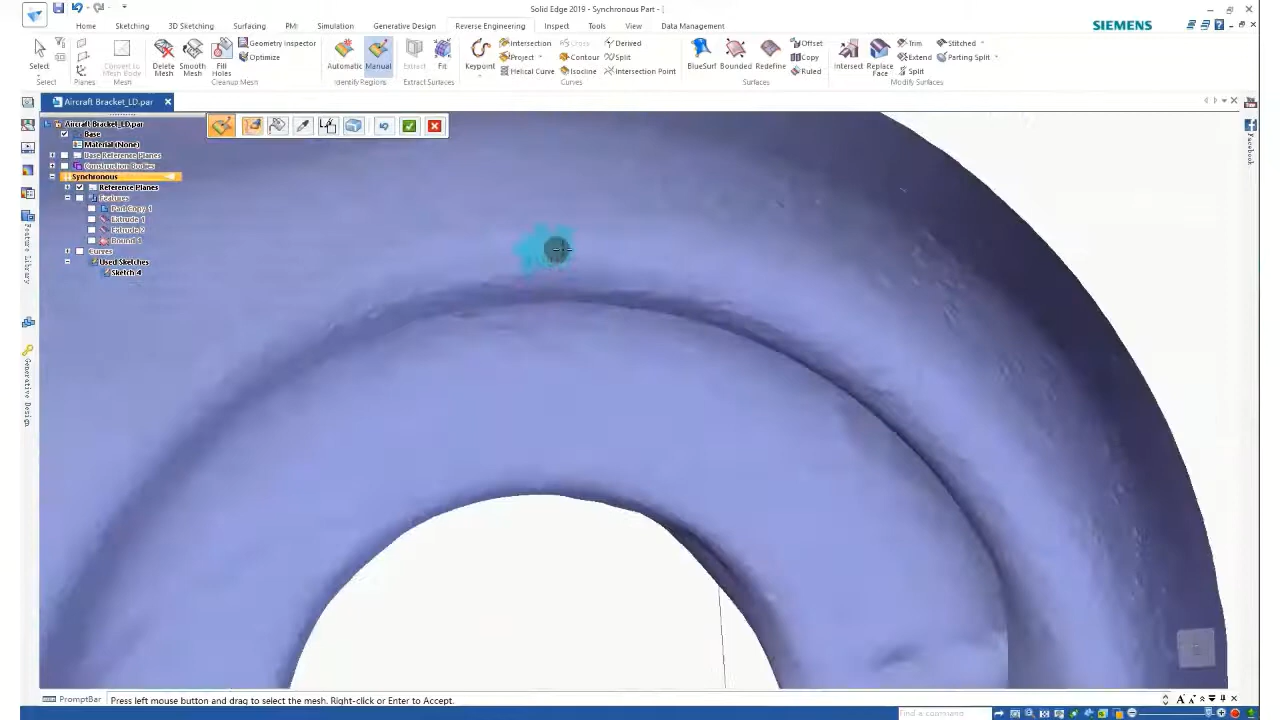 Solid Edge 2019 - Synchronous Part - [
Home Sketching 3D Sketching Surfacing PMI Simulation Generative Design Reverse Engineering Inspect Tools View Data Management
SIEMENS
Select
Select
Planes
Convert to Mesh Body
Mesh
Delete Mesh
Smooth Mesh
Fill Holes
Geometry Inspector
Optimize
Cleanup Mesh
Automatic
Manual
Identify Regions
Extract
Fit
Extract Surfaces
Keypoint
Intersection
Project
Helical Curve
Cross
Contour
Isocline
Derived
Split
Intersection Point
Curves
BlueSurf
Bounded
Redefine
Offset
Copy
Ruled
Surfaces
Intersect
Replace Face
Trim
Extend
Split
Stitched
Parting Split
Modify Surfaces
Aircraft Bracket_LD.par
Aircraft Bracket_LD.par
Base
Material (None)
Base Reference Planes
Construction Bodies
Synchronous
Reference Planes
Features
Part Copy 1
Extrude 1
Extrude 2
Round 1
Curves
Used Sketches
Sketch 4
Feature Library
Generative Design
Facebook
PromptBar
Press left mouse button and drag to select the mesh. Right-click or Enter to Accept.
Find a command